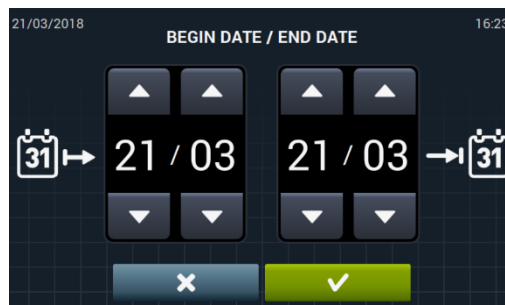 21/03/2018
16:23
BEGIN DATE / END DATE
31 21 / 03 21 / 03 31